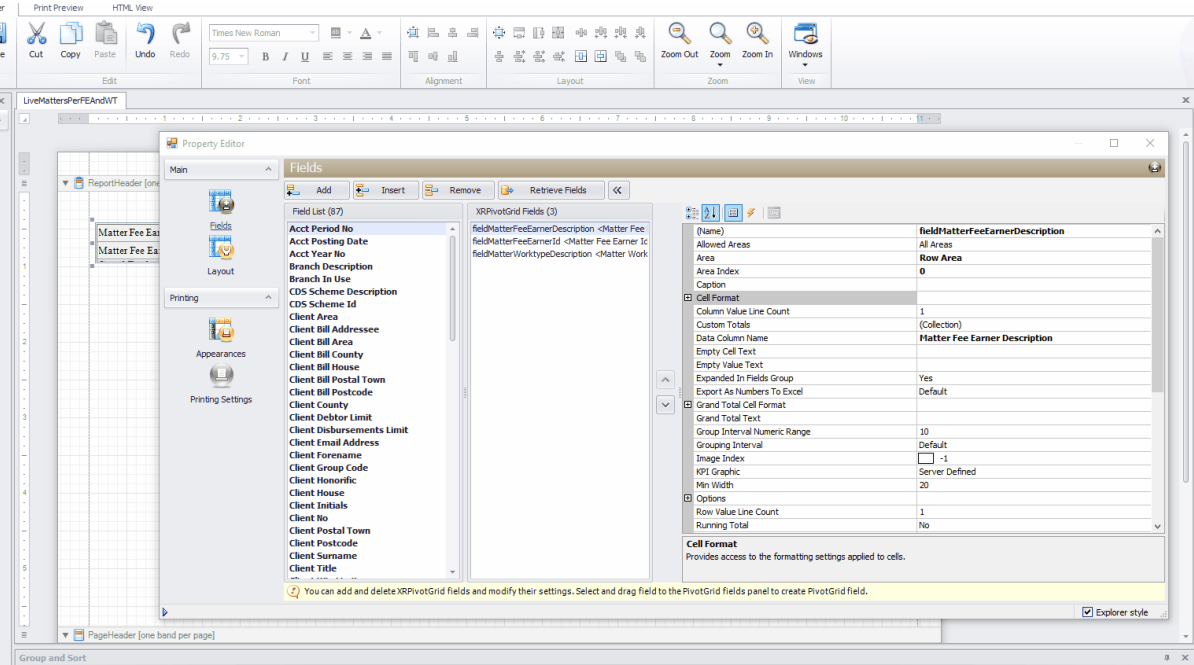 Print Preview HTML View
Cut Copy Paste Undo Redo
Times New Roman
9.75 B I U
Zoom Out Zoom Zoom In Windows
Edit Font Alignment Layout Zoom View
LiveMattersPerFEAndWT
1 2 3 4 5 6 7 8 9 10 11
Property Editor
Main
Fields
Layout
Printing
Appearances
Printing Settings
ReportHeader [one
Matter Fee Ear
Matter Fee Ea
Fields
Add Insert Remove Retrieve Fields
Field List (87)
Acct Period No
Acct Posting Date
Acct Year No
Branch Description
Branch In Use
CDS Scheme Description
CDS Scheme Id
Client Area
Client Bill Addressee
Client Bill Area
Client Bill County
Client Bill House
Client Bill Postal Town
Client Bill Postcode
Client County
Client Debtor Limit
Client Disbursements Limit
Client Email Address
Client Forename
Client Group Code
Client Honorific
Client House
Client Initials
Client No
Client Postal Town
Client Postcode
Client Surname
Client Title
XRPivotGrid Fields (3)
fieldMatterFeeEarnerDescription <Matter Fee
fieldMatterFeeEarnerId <Matter Fee Earner Id
fieldMatterWorktypeDescription <Matter Work
(Name) fieldMatterFeeEarnerDescription
Allowed Areas All Areas
Area Row Area
Area Index 0
Caption
Cell Format
Column Value Line Count 1
Custom Totals (Collection)
Data Column Name Matter Fee Earner Description
Empty Cell Text
Empty Value Text
Expanded In Fields Group Yes
Export As Numbers To Excel Default
Grand Total Cell Format
Grand Total Text
Group Interval Numeric Range 10
Grouping Interval Default
Image Index -1
KPI Graphic Server Defined
Min Width 20
Options
Row Value Line Count 1
Running Total No
Cell Format
Provides access to the formatting settings applied to cells.
You can add and delete XRPivotGrid fields and modify their settings. Select and drag field to the PivotGrid fields panel to create PivotGrid field.
Explorer style
PageHeader [one band per page]
Group and Sort